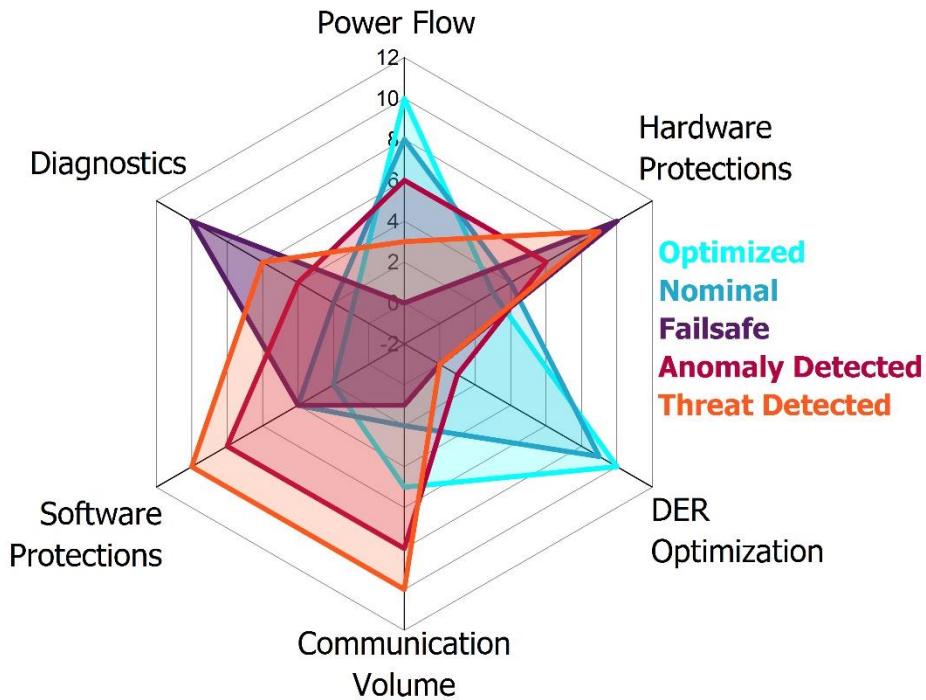 Power Flow
12
10
8
6
4
2
0
-2
Hardware
Protections
Diagnostics
Optimized
Nominal
Failsafe
Anomaly Detected
Threat Detected
Software
Protections
DER
Optimization
Communication
Volume